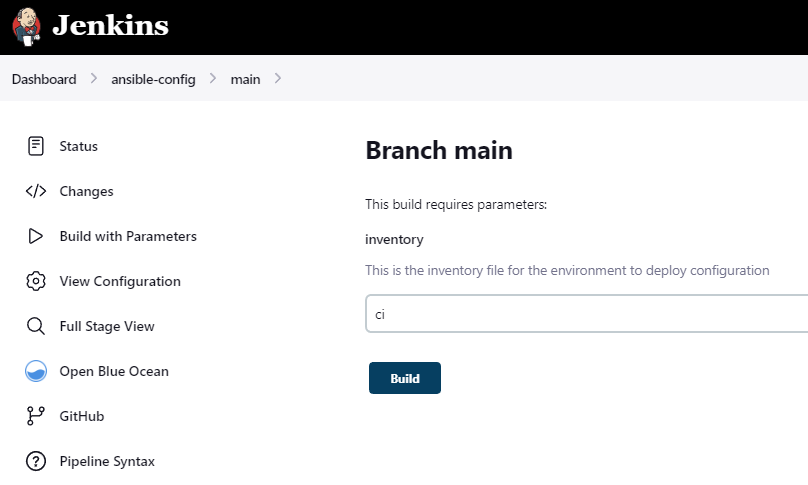 Jenkins
Dashboard > ansible-config > main >
Status
Changes
Build with Parameters
View Configuration
Full Stage View
Open Blue Ocean
GitHub
Pipeline Syntax
Branch main
This build requires parameters:
inventory
This is the inventory file for the environment to deploy configuration
ci
Build